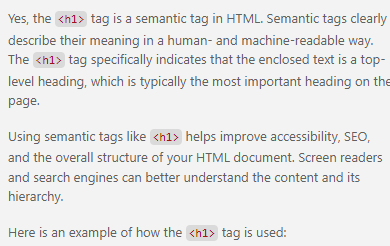 Yes, the <h1> tag is a semantic tag in HTML. Semantic tags clearly
describe their meaning in a human- and machine-readable way.
The <h1> tag specifically indicates that the enclosed text is a top-
level heading, which is typically the most important heading on the
page.
Using semantic tags like <h1> helps improve accessibility, SEO,
and the overall structure of your HTML document. Screen readers
and search engines can better understand the content and its
hierarchy.
Here is an example of how the <h1> tag is used: